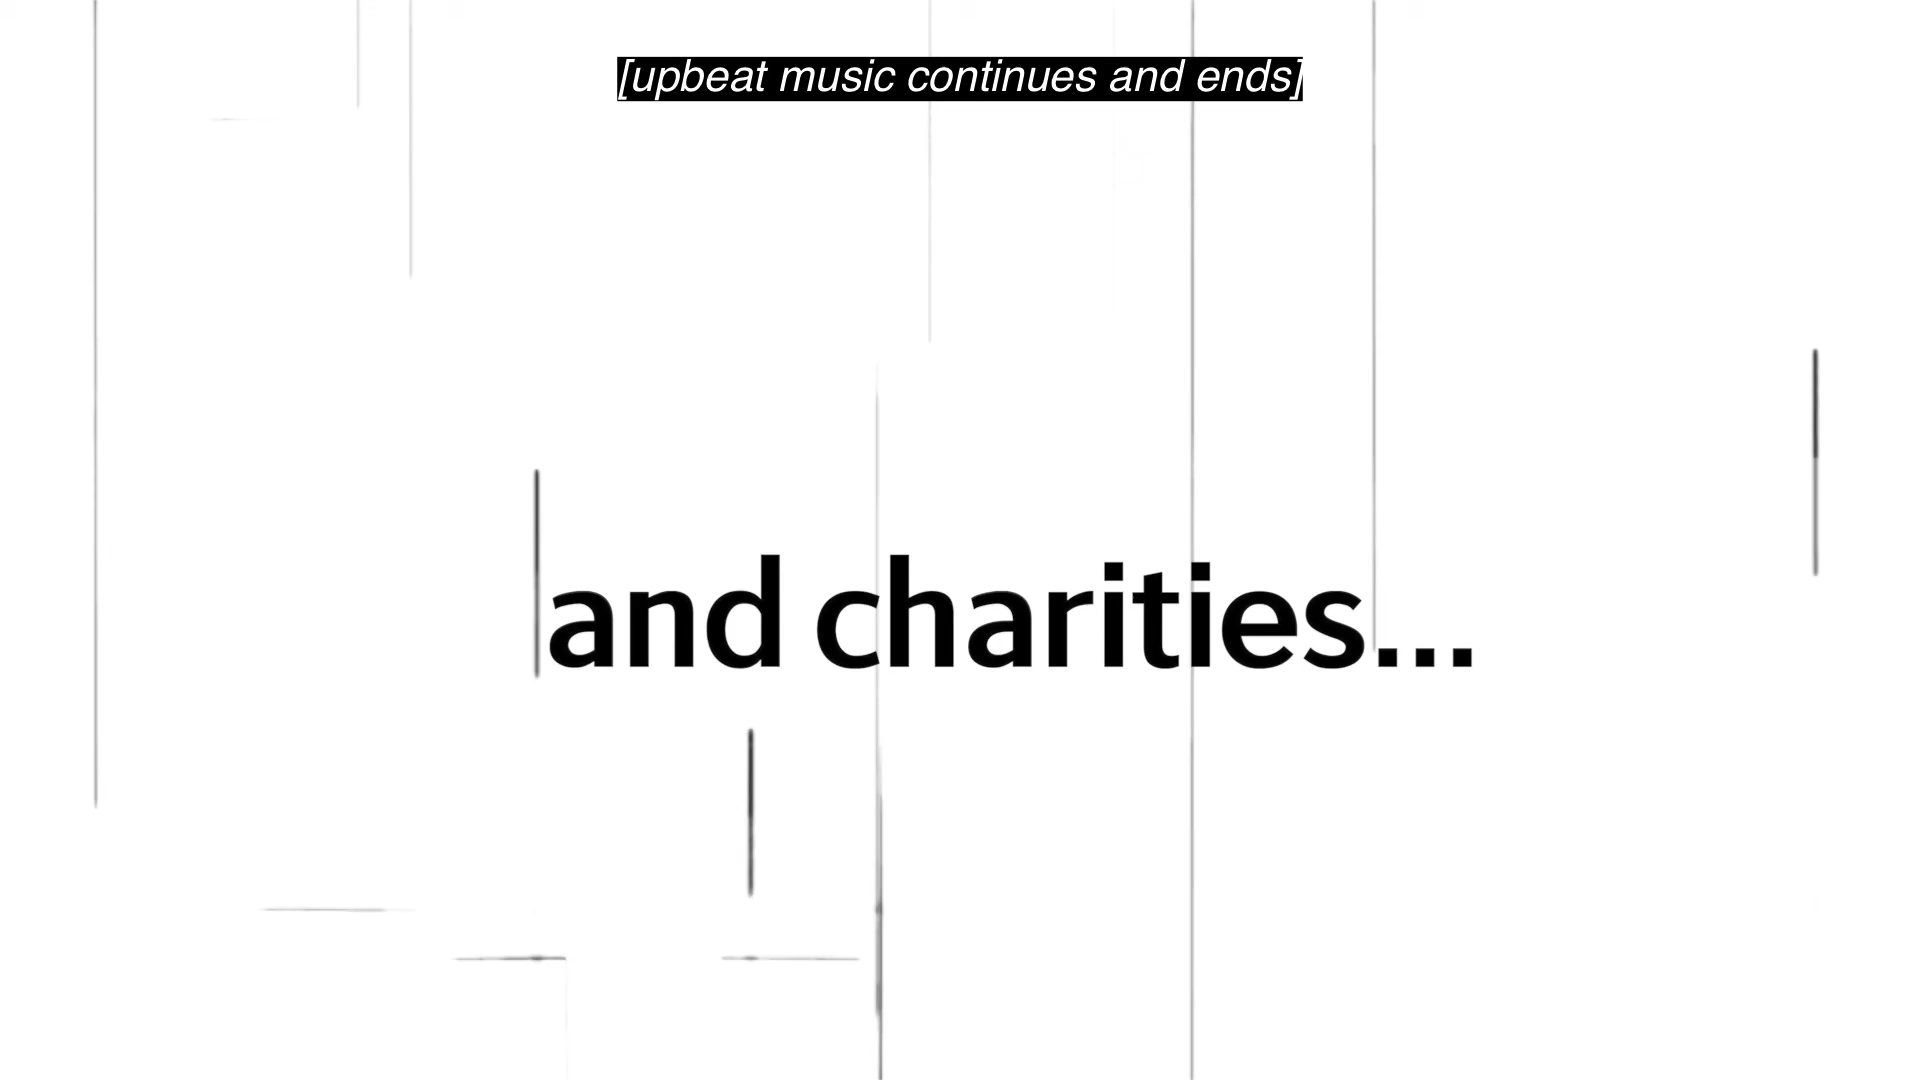 [upbeat music continues and ends]
and charities...